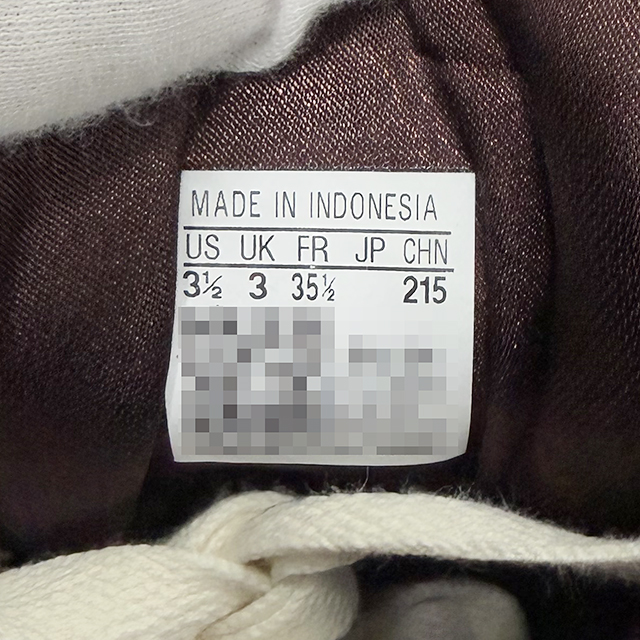 MADE IN INDONESIA
US UK FR JP CHN
3½ 3 35½ 215